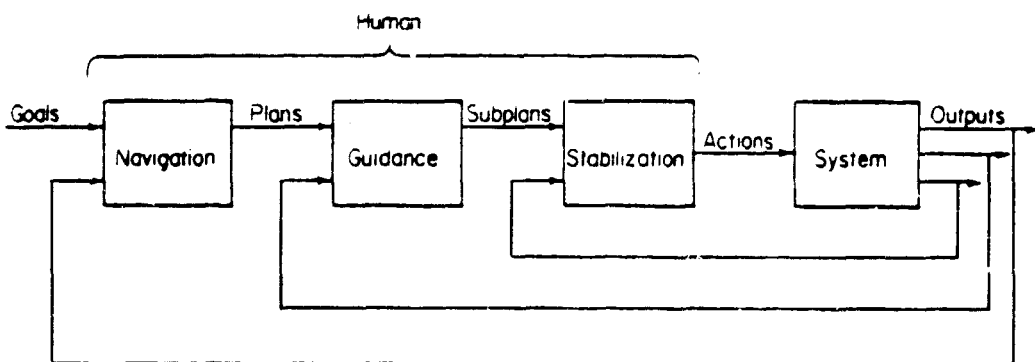 Human
Goals
Navigation
Plans
Guidance
Subplans
Stabilization
Actions
System
Outputs